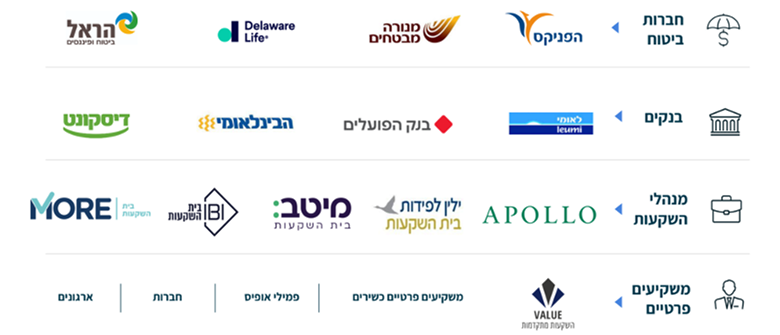 חברות
ביטוח
הפניקס
מנורה
מבטחים
Delaware
Life®
הראל
ביטוח ופיננסים
בנקים
לאומי
leumi
בנק הפועלים
הבינלאומי
דיסקונט
מנהלי
השקעות
APOLLO
ילין לפידות
בית השקעות
מיטב:
בית השקעות
IBI
בית
השקעות
MORE
בית
השקעות
משקיעים
פרטיים
VALUE
השקעות מתקדמות
משקיעים פרטיים כשירים
פמילי אופיס
חברות
ארגונים